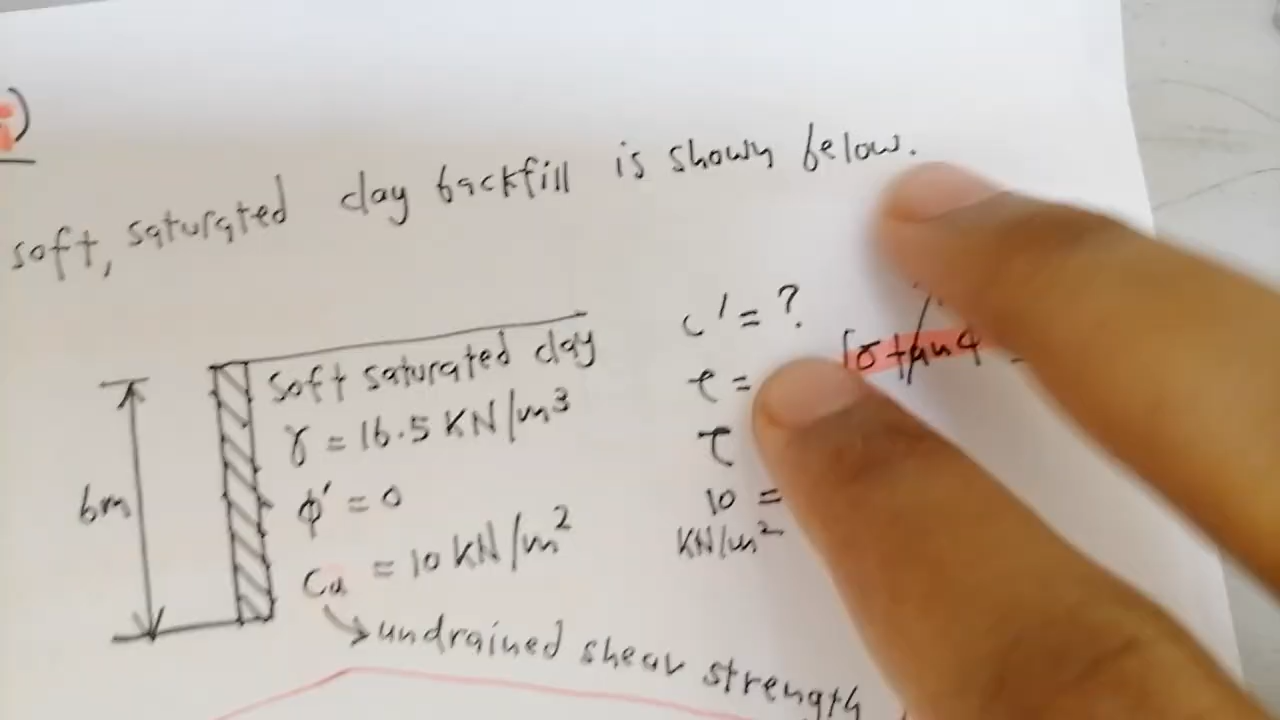 i)
soft, saturated clay backfill is shown below.
soft saturated clay
γ = 16.5 KN/m³
6m
φ' = 0
Cu = 10 KN/m²
undrained shear strength
c' = ?
τ = σ tan φ
τ
10 =
KN/m²